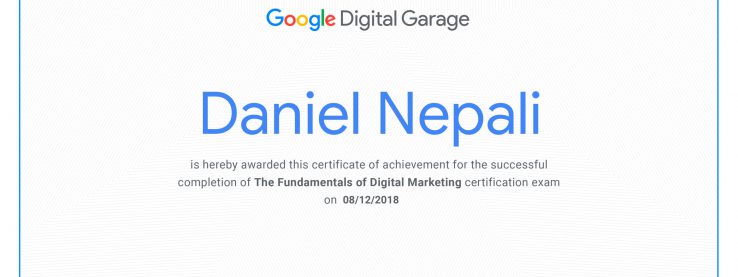 Google Digital Garage
Daniel Nepali
is hereby awarded this certificate of achievement for the successful
completion of The Fundamentals of Digital Marketing certification exam
on 08/12/2018